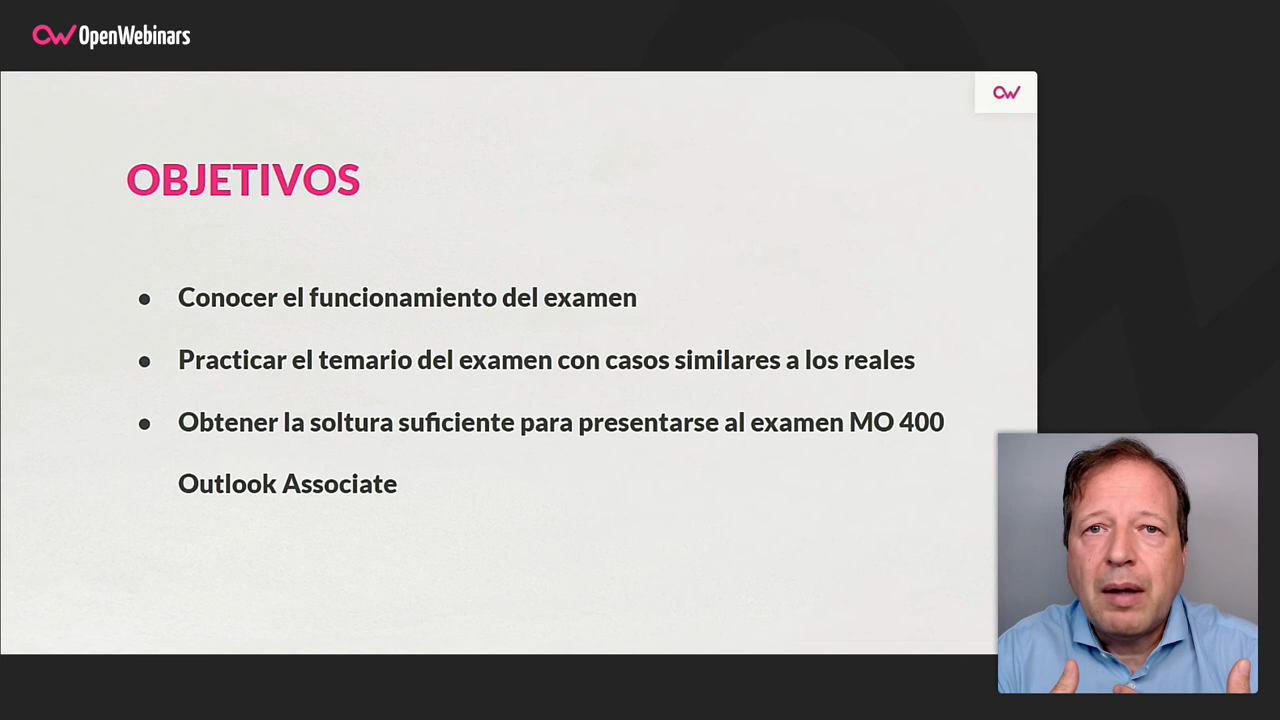 OpenWebinars
OBJETIVOS
● Conocer el funcionamiento del examen
● Practicar el temario del examen con casos similares a los reales
● Obtener la soltura suficiente para presentarse al examen MO 400
Outlook Associate